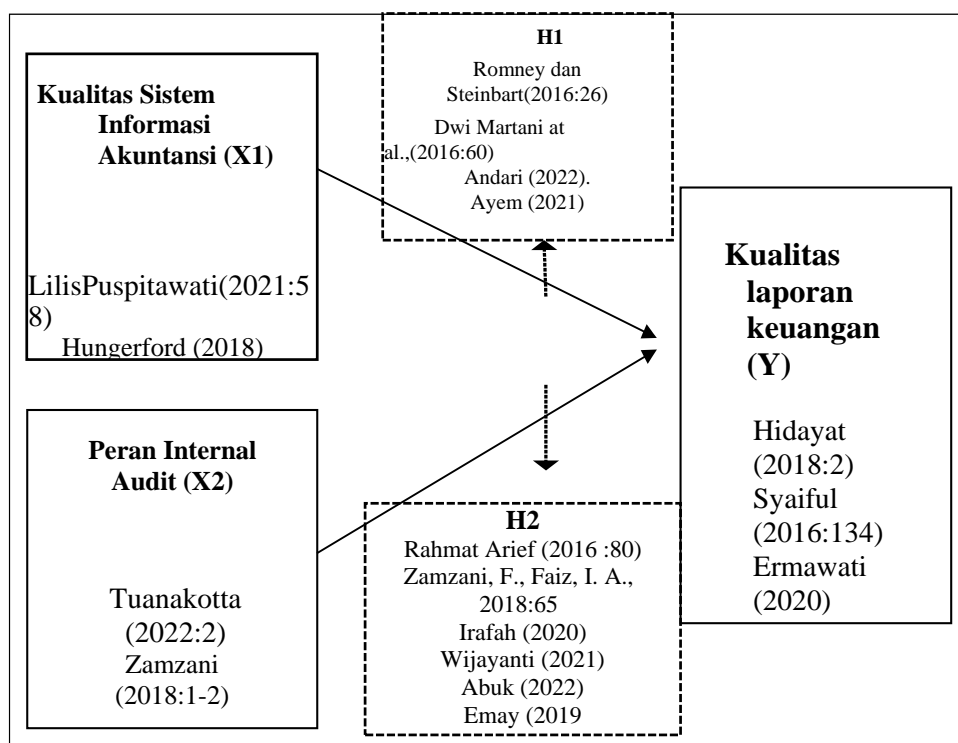 Kualitas Sistem
Informasi
Akuntansi (X1)
LilisPuspitawati(2021:5
8)
Hungerford (2018)
H1
Romney dan
Steinbart(2016:26)
Dwi Martani at
al.,(2016:60)
Andari (2022).
Ayem (2021)
Peran Internal
Audit (X2)
Tuanakotta
(2022:2)
Zamzani
(2018:1-2)
H2
Rahmat Arief (2016 :80)
Zamzani, F., Faiz, I. A.,
2018:65
Irafah (2020)
Wijayanti (2021)
Abuk (2022)
Emay (2019
Kualitas
laporan
keuangan
(Y)
Hidayat
(2018:2)
Syaiful
(2016:134)
Ermawati
(2020)